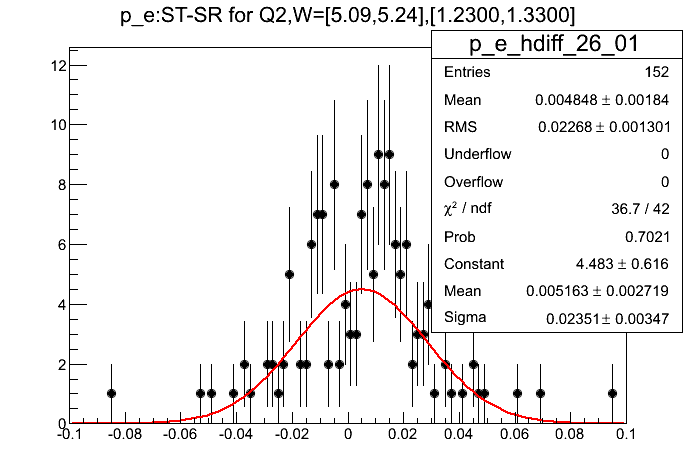 p_e:ST-SR for Q2,W=[5.09,5.24],[1.2300,1.3300]
p_e_hdiff_26_01
Entries 152
Mean 0.004848 ± 0.00184
RMS 0.02268 ± 0.001301
Underflow 0
Overflow 0
χ² / ndf 36.7 / 42
Prob 0.7021
Constant 4.483 ± 0.616
Mean 0.005163 ± 0.002719
Sigma 0.02351 ± 0.00347
12
10
8
6
4
2
0
-0.1 -0.08 -0.06 -0.04 -0.02 0 0.02 0.04 0.06 0.08 0.1